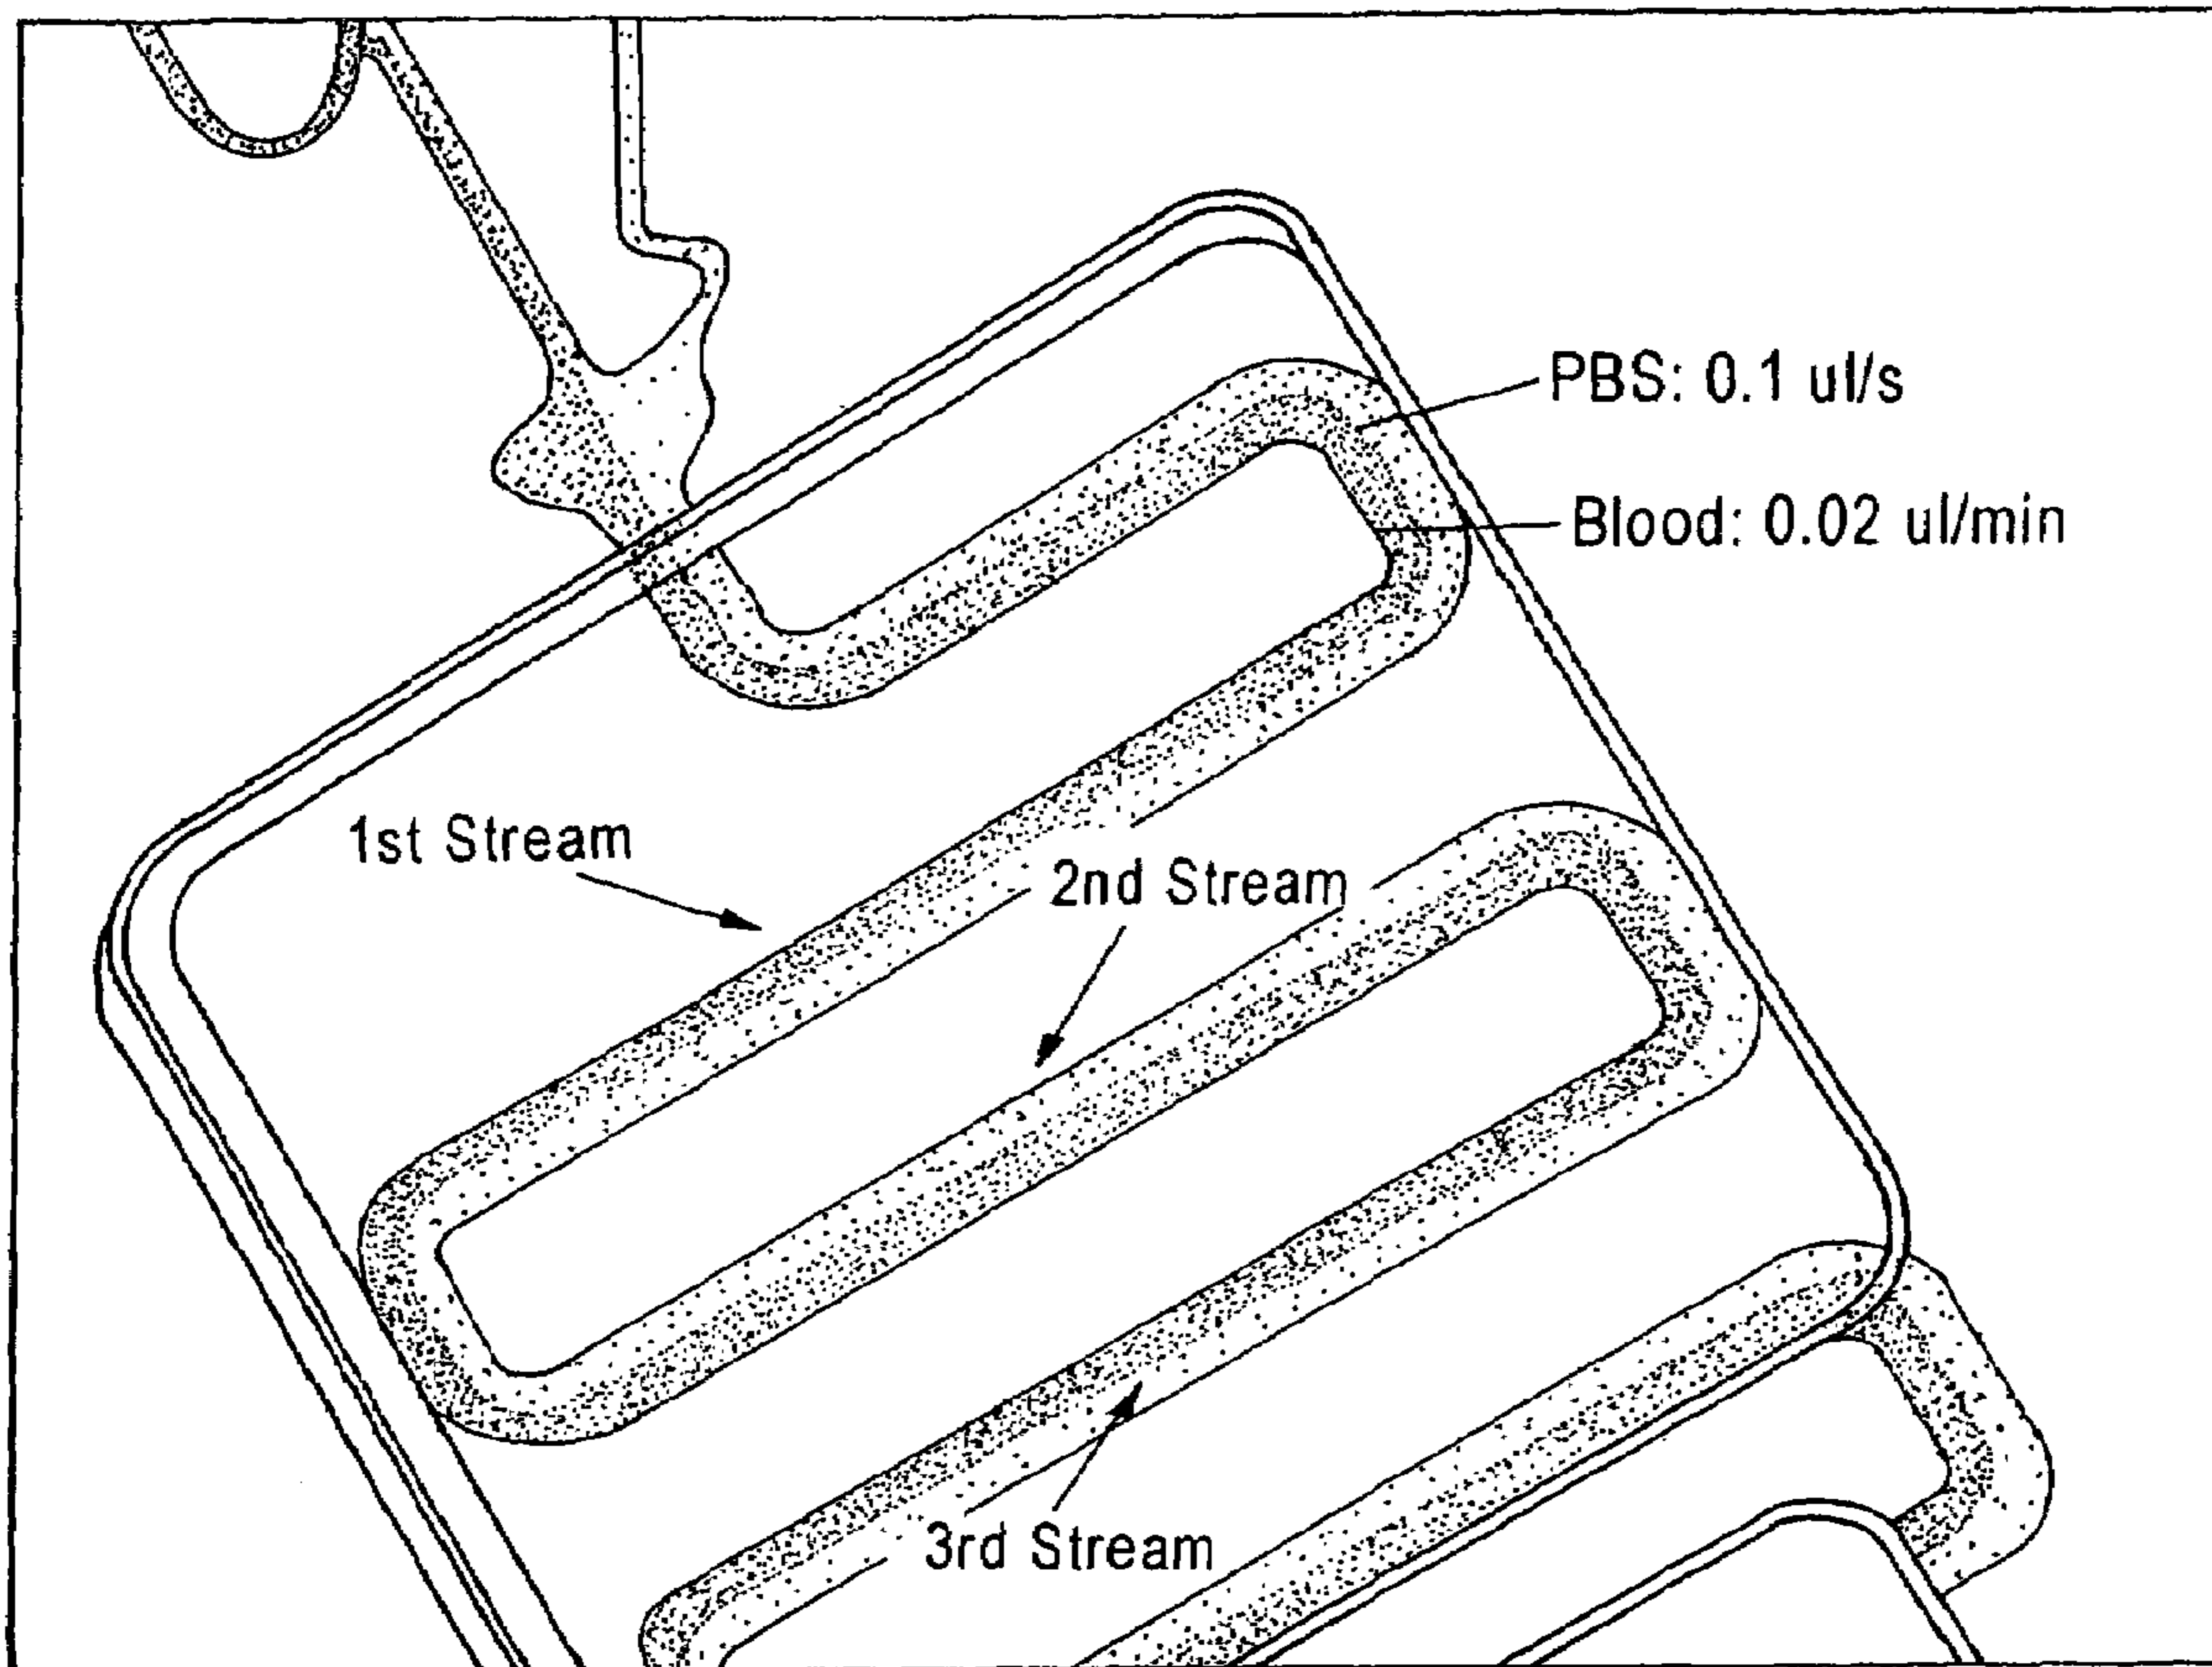 PBS: 0.1 ul/s
Blood: 0.02 ul/min
1st Stream
2nd Stream
3rd Stream